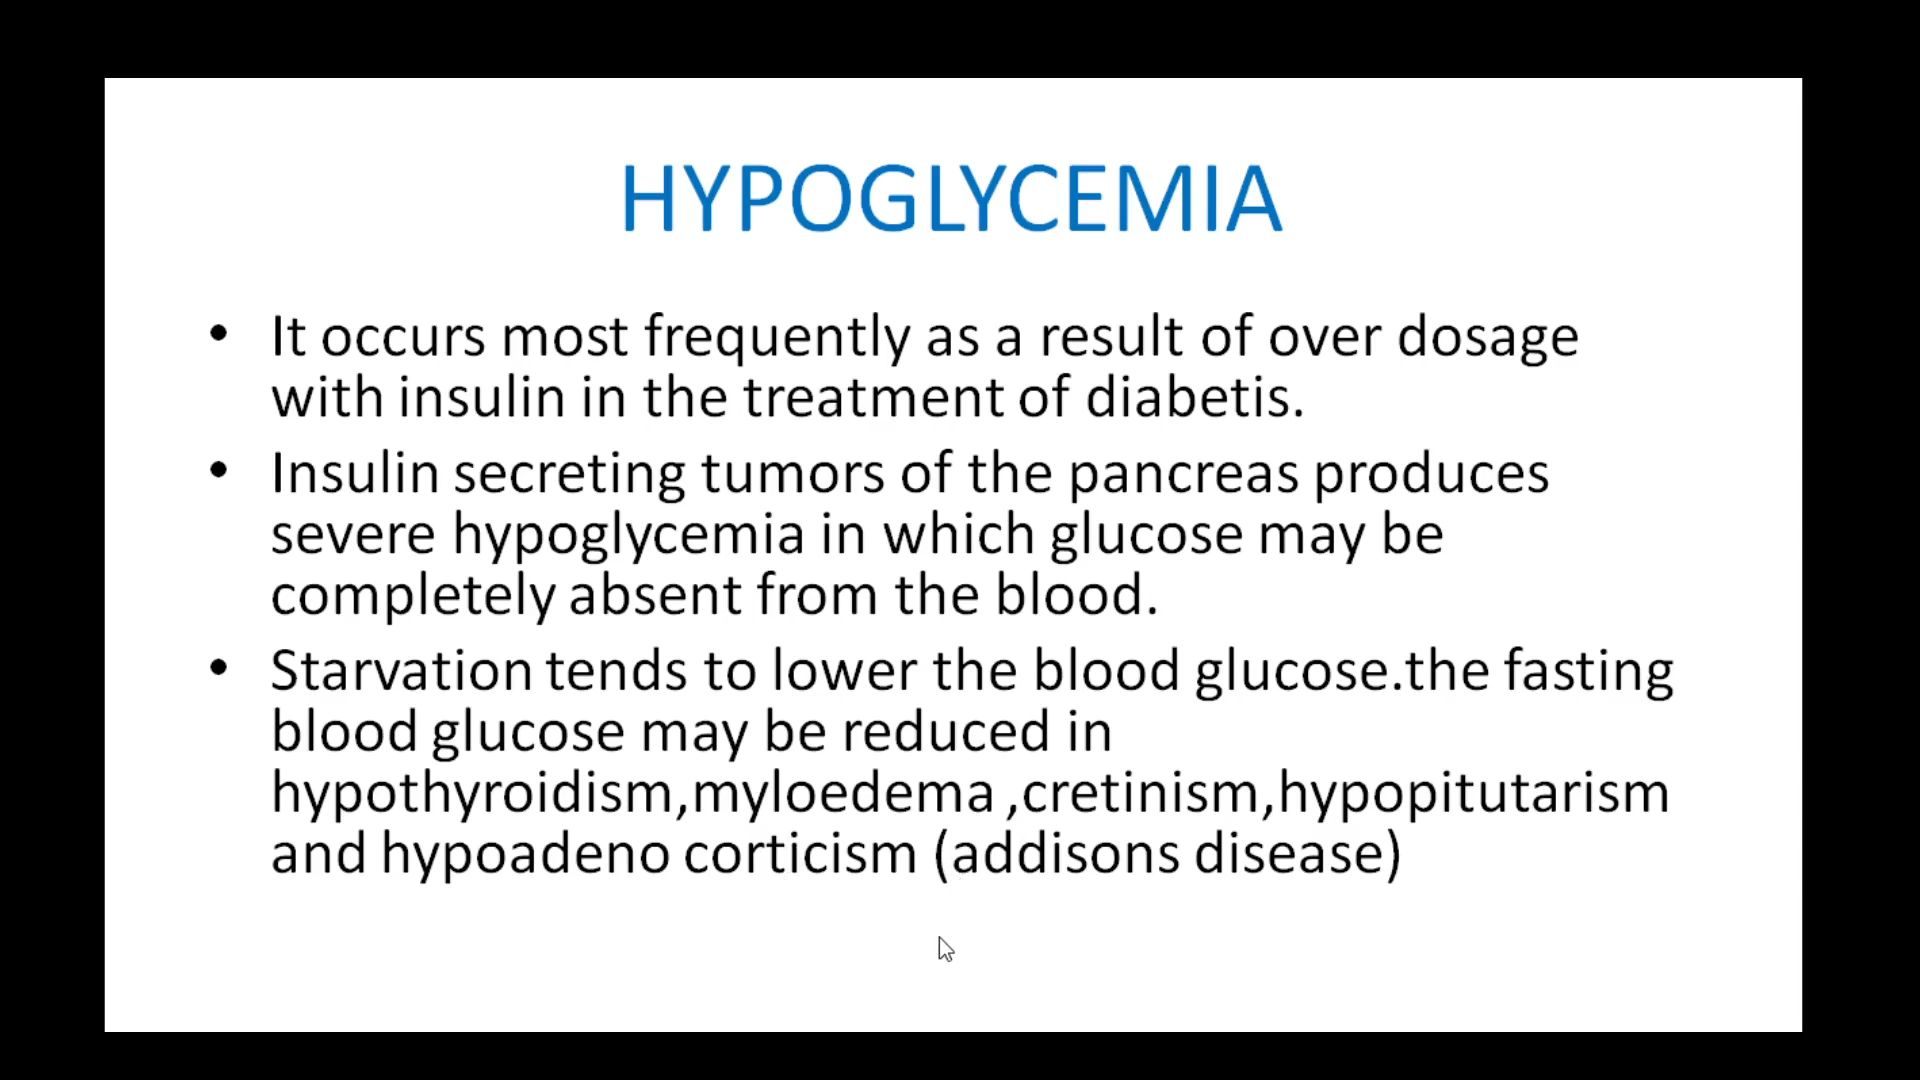 HYPOGLYCEMIA
• It occurs most frequently as a result of over dosage
with insulin in the treatment of diabetis.
• Insulin secreting tumors of the pancreas produces
severe hypoglycemia in which glucose may be
completely absent from the blood.
• Starvation tends to lower the blood glucose.the fasting
blood glucose may be reduced in
hypothyroidism,myloedema ,cretinism,hypopitutarism
and hypoadeno corticism (addisons disease)